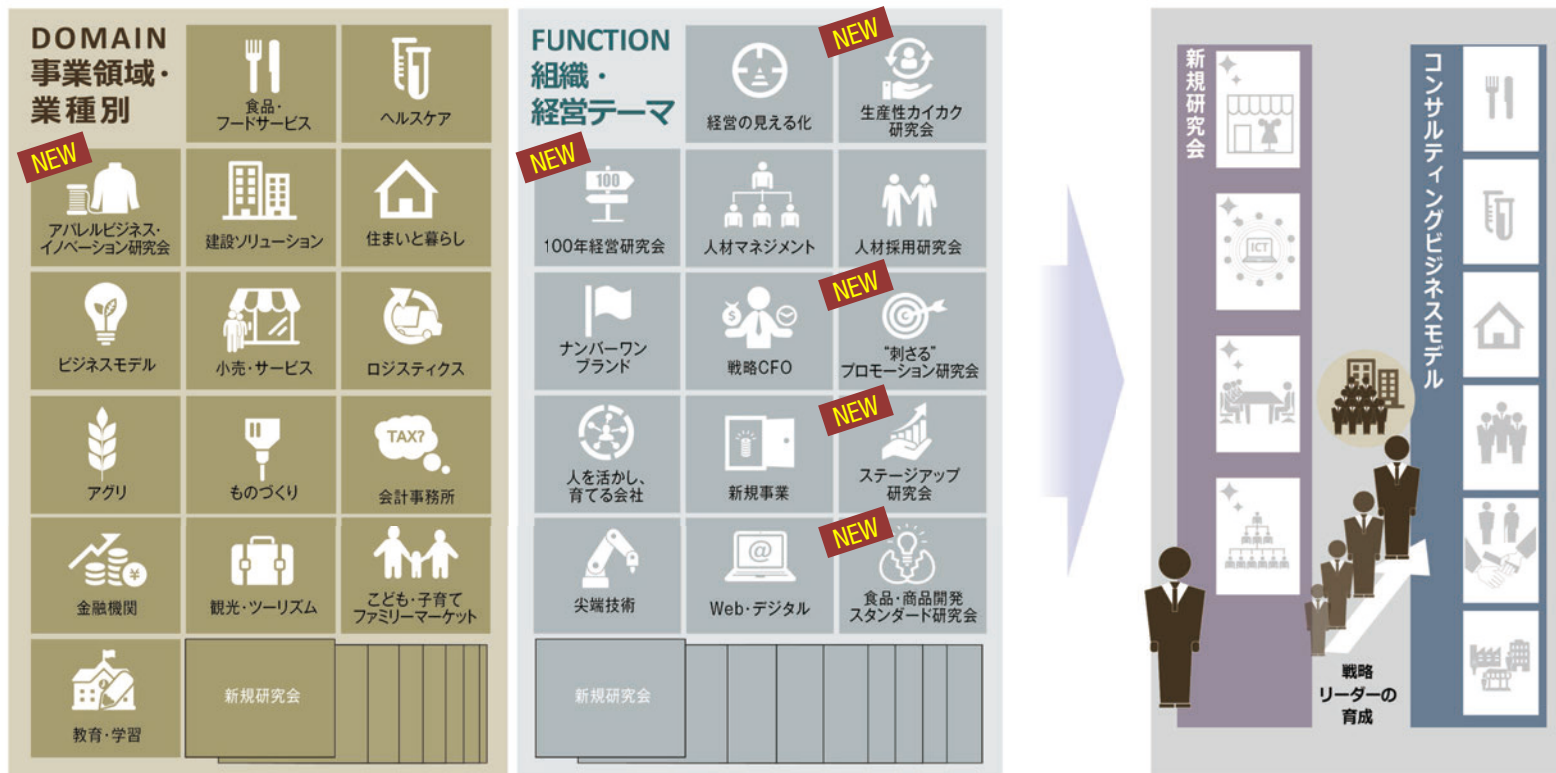 DOMAIN
事業領域・
業種別
食品・
フードサービス
ヘルスケア
NEW
アパレルビジネス・
イノベーション研究会
建設ソリューション
住まいと暮らし
ビジネスモデル
小売・サービス
ロジスティクス
アグリ
ものづくり
TAX?
会計事務所
金融機関
観光・ツーリズム
こども・子育て
ファミリーマーケット
教育・学習
新規研究会
FUNCTION
組織・
経営テーマ
経営の見える化
NEW
生産性カイカク
研究会
NEW
100
100年経営研究会
人材マネジメント
人材採用研究会
ナンバーワン
ブランド
$
戦略CFO
NEW
"刺さる"
プロモーション研究会
人を活かし、
育てる会社
新規事業
NEW
ステージアップ
研究会
尖端技術
@
Web・デジタル
NEW
食品・商品開発
スタンダード研究会
新規研究会
新規研究会
ICT
コンサルティングビジネスモデル
戦略
リーダーの
育成